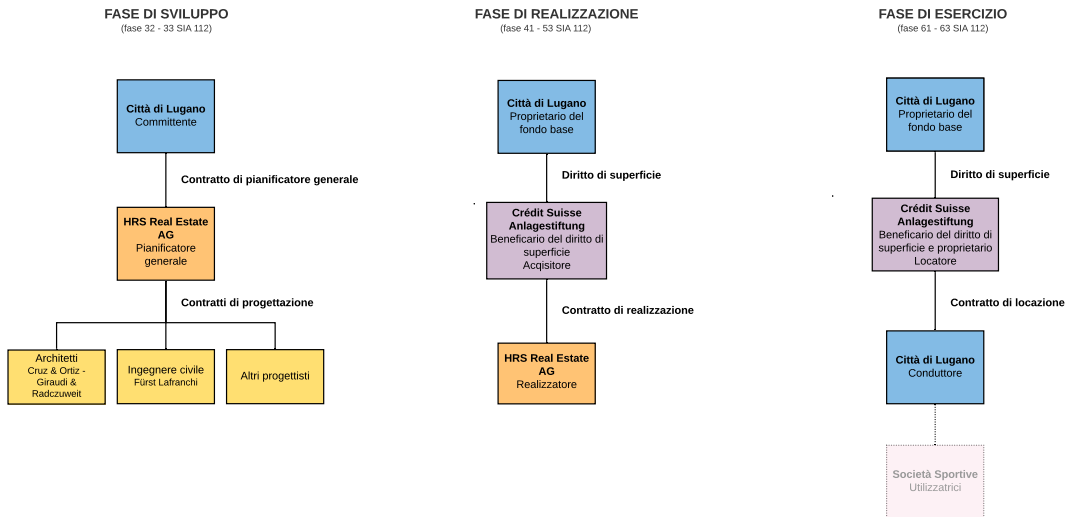 FASE DI SVILUPPO
(fase 32 - 33 SIA 112)
Città di Lugano
Committente
Contratto di pianificatore generale
HRS Real Estate
AG
Pianificatore
generale
Contratti di progettazione
Architetti
Cruz & Ortiz -
Giraudi &
Radczuweit
Ingegnere civile
Fürst Lafranchi
Altri progettisti
FASE DI REALIZZAZIONE
(fase 41 - 53 SIA 112)
Città di Lugano
Proprietario del
fondo base
Diritto di superficie
Crédit Suisse
Anlagestiftung
Beneficario del diritto di
superficie
Acqisitore
Contratto di realizzazione
HRS Real Estate
AG
Realizzatore
FASE DI ESERCIZIO
(fase 61 - 63 SIA 112)
Città di Lugano
Proprietario del
fondo base
Diritto di superficie
Crédit Suisse
Anlagestiftung
Beneficario del diritto di
superficie e proprietario
Locatore
Contratto di locazione
Città di Lugano
Conduttore
Società Sportive
Utilizzatrici